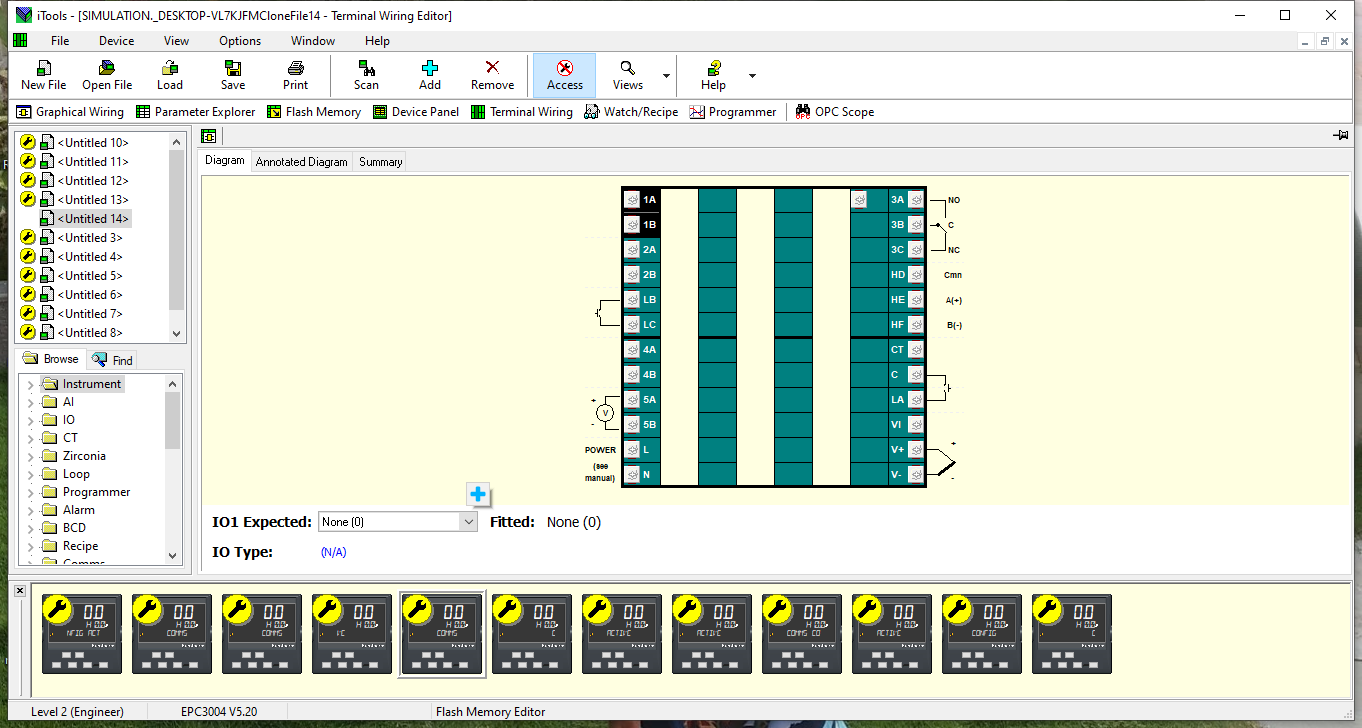 iTools - [SIMULATION._DESKTOP-VL7KJFMCloneFile14 - Terminal Wiring Editor]
File Device View Options Window Help
New File Open File Load Save Print Scan Add Remove Access Views Help
Graphical Wiring Parameter Explorer Flash Memory Device Panel Terminal Wiring Watch/Recipe Programmer OPC Scope
<Untitled 10>
<Untitled 11>
<Untitled 12>
<Untitled 13>
<Untitled 14>
<Untitled 3>
<Untitled 4>
<Untitled 5>
<Untitled 6>
<Untitled 7>
<Untitled 8>
Browse Find
Instrument
AI
IO
CT
Zirconia
Loop
Programmer
Alarm
BCD
Recipe
Comms
Diagram Annotated Diagram Summary
1A 3A NO
1B 3B C
2A 3C NC
2B HD Cmn
LB HE A(+)
LC HF B(-)
4A CT
4B C
+ 5A LA
V
- 5B VI
POWER L V+ +
(see
manual) N V- -
IO1 Expected: None (0) Fitted: None (0)
IO Type: (N/A)
0.0 0.0 0.0 0.0 0.0 0.0 0.0 0.0 0.0 0.0 0.0 0.0
H 0.0 H 0.0 H 0.0 H 0.0 H 0.0 H 0.0 H 0.0 H 0.0 H 0.0 H 0.0 H 0.0 H 0.0
NFIG ACT COMMS COMMS VC COMMS C ACTIVE ACTIVE COMMS CO ACTIVE CONFIG C
Level 2 (Engineer) EPC3004 V5.20 Flash Memory Editor